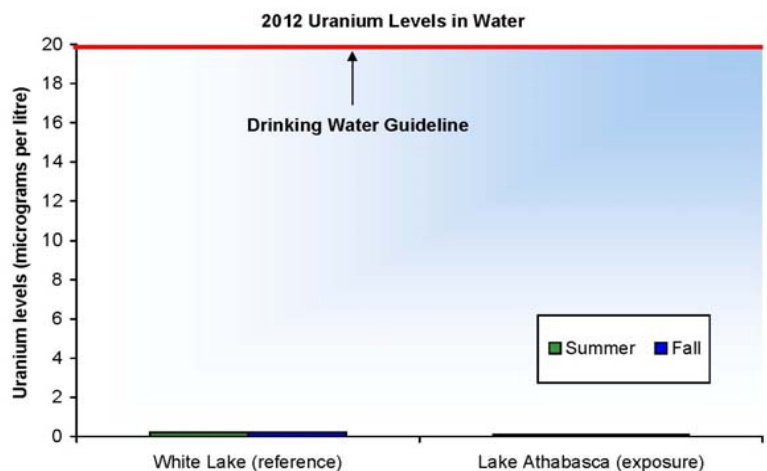 2012 Uranium Levels in Water
Uranium levels (micrograms per litre)
20
18
16
14
12
10
8
6
4
2
0
Drinking Water Guideline
Summer Fall
White Lake (reference) Lake Athabasca (exposure)